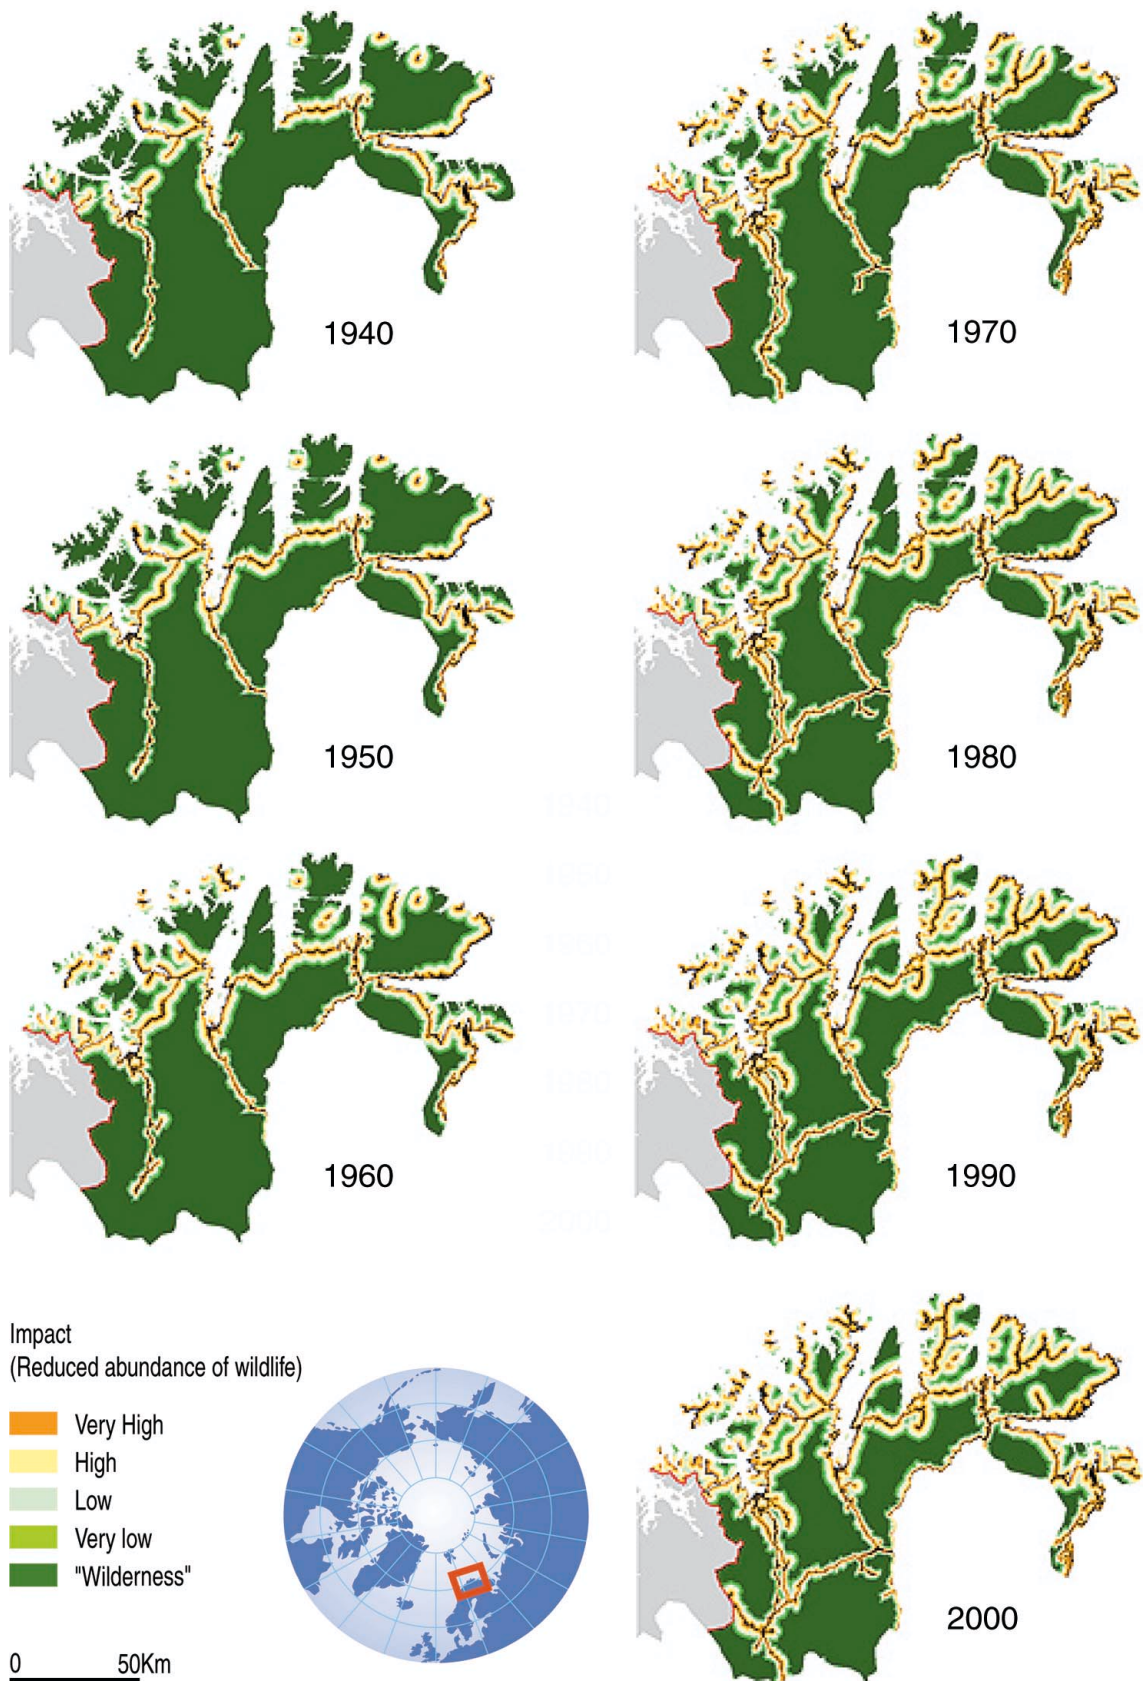 1940
1970
1950
1980
1960
1990
Impact
(Reduced abundance of wildlife)
Very High
High
Low
Very low
"Wilderness"
0 50Km
2000